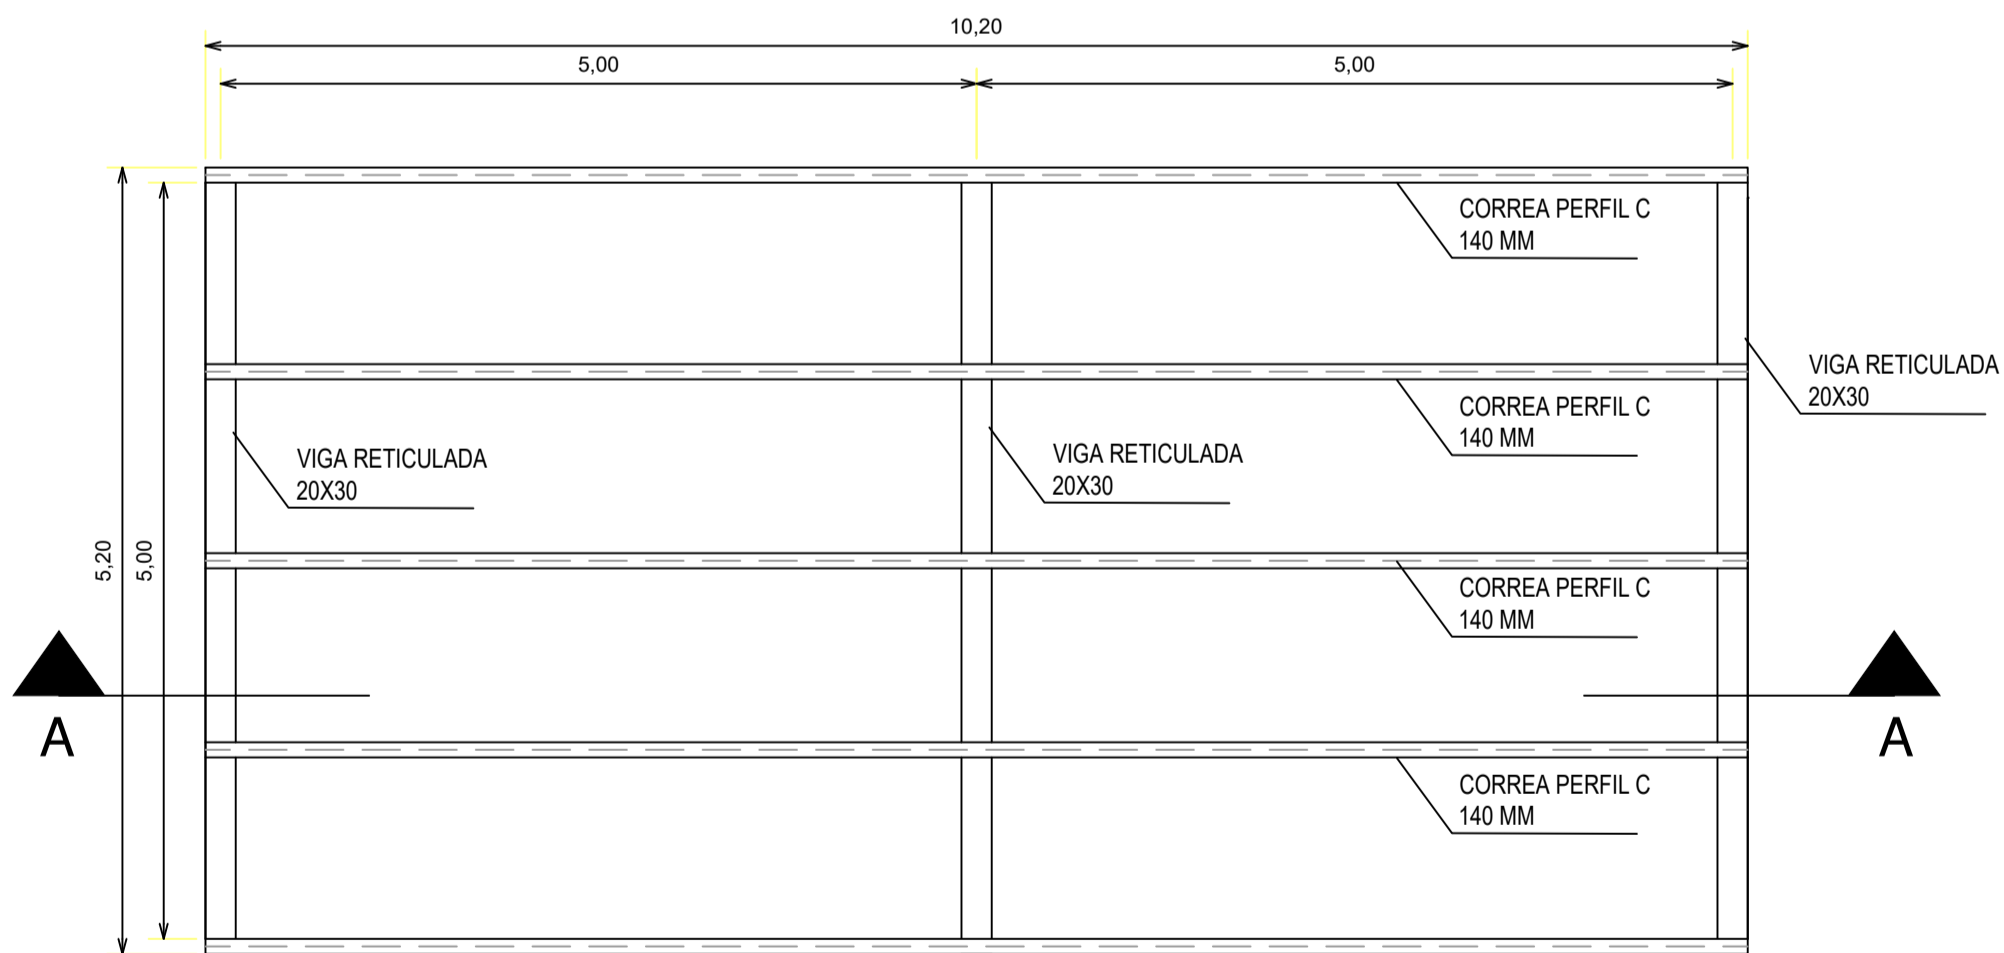 10,20
5,00
5,00
CORREA PERFIL C
140 MM
VIGA RETICULADA
20X30
CORREA PERFIL C
140 MM
VIGA RETICULADA
20X30
VIGA RETICULADA
20X30
5,20
5,00
CORREA PERFIL C
140 MM
A
A
CORREA PERFIL C
140 MM